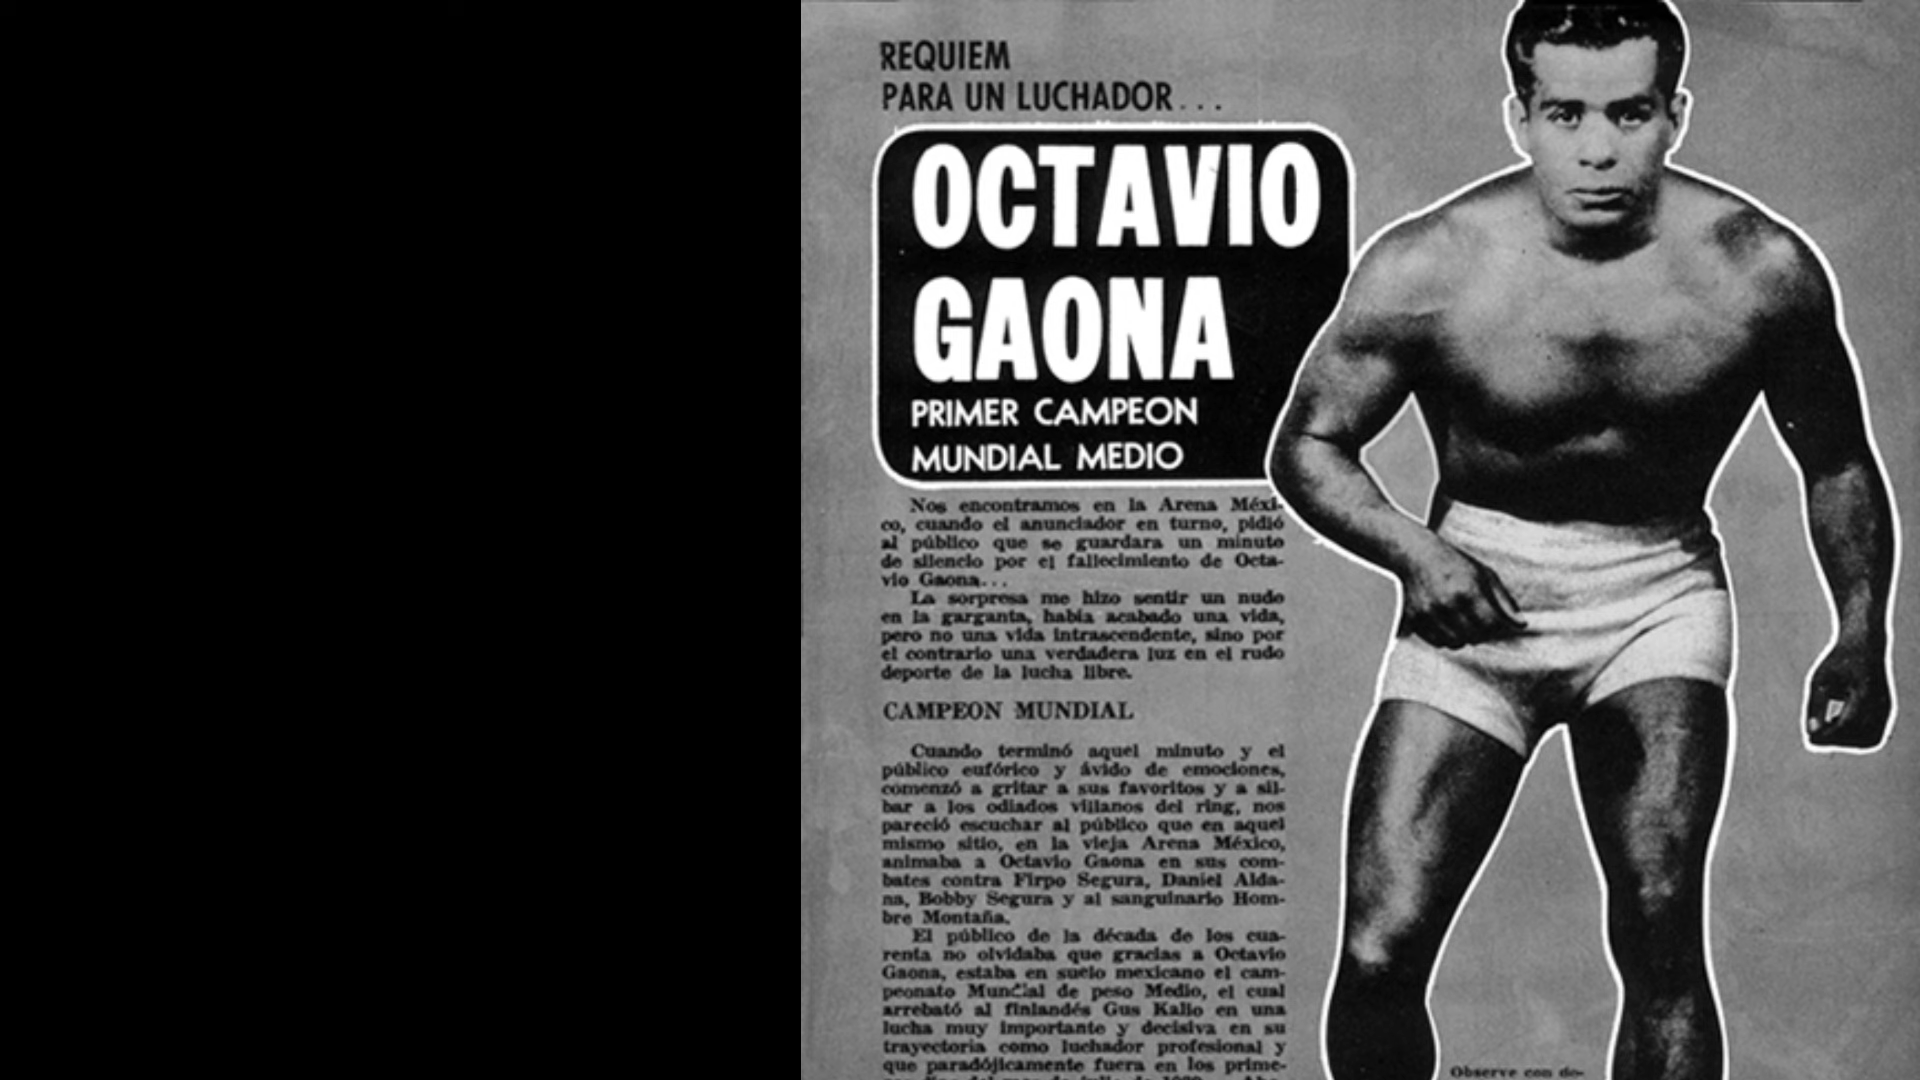 REQUIEM
PARA UN LUCHADOR...
OCTAVIO
GAONA
PRIMER CAMPEON
MUNDIAL MEDIO
Nos encontramos en la Arena Méxi-
co, cuando el anunciador en turno, pidió
al público que se guardara un minuto
de silencio por el fallecimiento de Octa-
vio Gaona...
La sorpresa me hizo sentir un nudo
en la garganta, había acabado una vida,
pero no una vida intrascendente, sino por
el contrario una verdadera luz en el rudo
deporte de la lucha libre.
CAMPEON MUNDIAL
Cuando terminó aquel minuto y el
público eufórico y ávido de emociones,
comenzó a gritar a sus favoritos y a sil-
bar a los odiados villanos del ring, nos
pareció escuchar al público que en aquel
mismo sitio, en la vieja Arena México,
animaba a Octavio Gaona en sus com-
bates contra Firpo Segura, Daniel Alda-
na, Bobby Segura y al sanguinario Hom-
bre Montaña.
El público de la década de los cua-
renta no olvidaba que gracias a Octavio
Gaona, estaba en suelo mexicano el cam-
peonato Mundial de peso Medio, el cual
arrebató al finlandés Gus Kallo en una
lucha muy importante y decisiva en su
trayectoria como luchador profesional y
que paradójicamente fuera en los prime-
Observe con do-